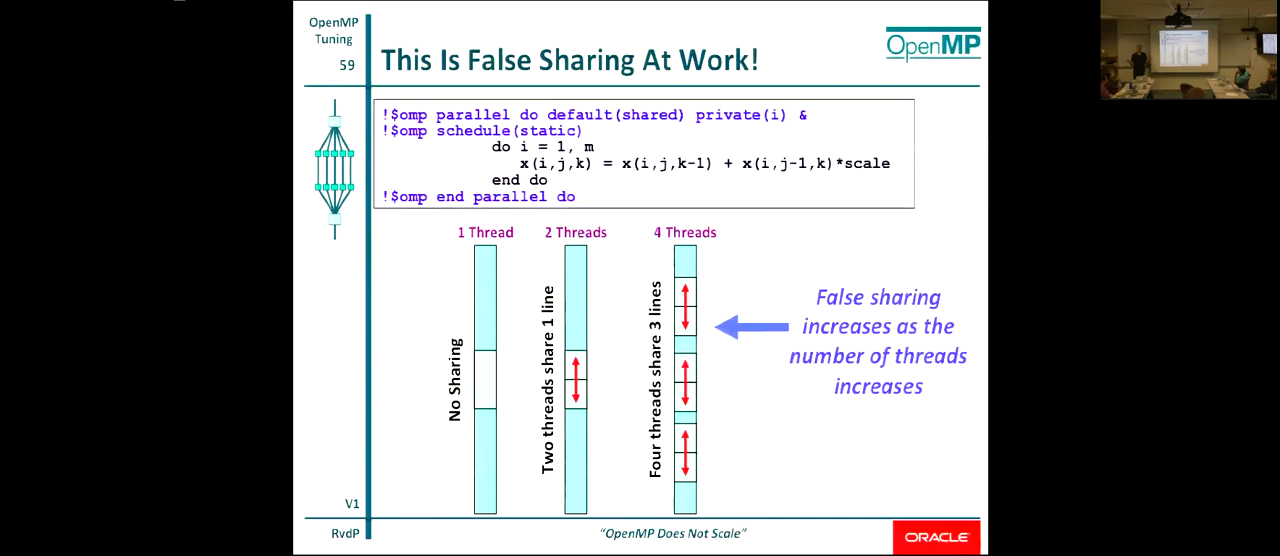 OpenMP
Tuning
59
This Is False Sharing At Work!
OpenMP
!$omp parallel do default(shared) private(i) &
!$omp schedule(static)
do i = 1, m
x(i,j,k) = x(i,j,k-1) + x(i,j-1,k)*scale
end do
!$omp end parallel do
1 Thread
2 Threads
4 Threads
No Sharing
Two threads share 1 line
Four threads share 3 lines
False sharing
increases as the
number of threads
increases
V1
RvdP
"OpenMP Does Not Scale"
ORACLE